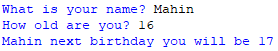 What is your name? Mahin
How old are you? 16
Mahin next birthday you will be 17